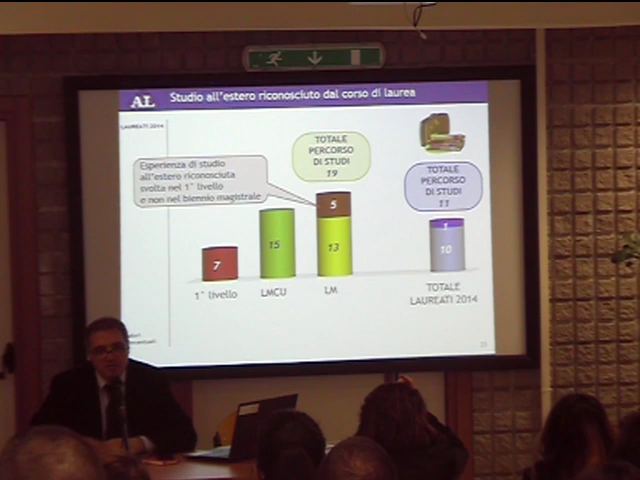 AL Studio all'estero riconosciuto dal corso di laurea
LAUREATI 2014
TOTALE
PERCORSO
DI STUDI
19
Esperienza di studio
all'estero riconosciuta
svolta nel 1° livello
e non nel biennio magistrale
TOTALE
PERCORSO
DI STUDI
11
7
15
5
13
1
10
1° livello
LMCU
LM
TOTALE
LAUREATI 2014